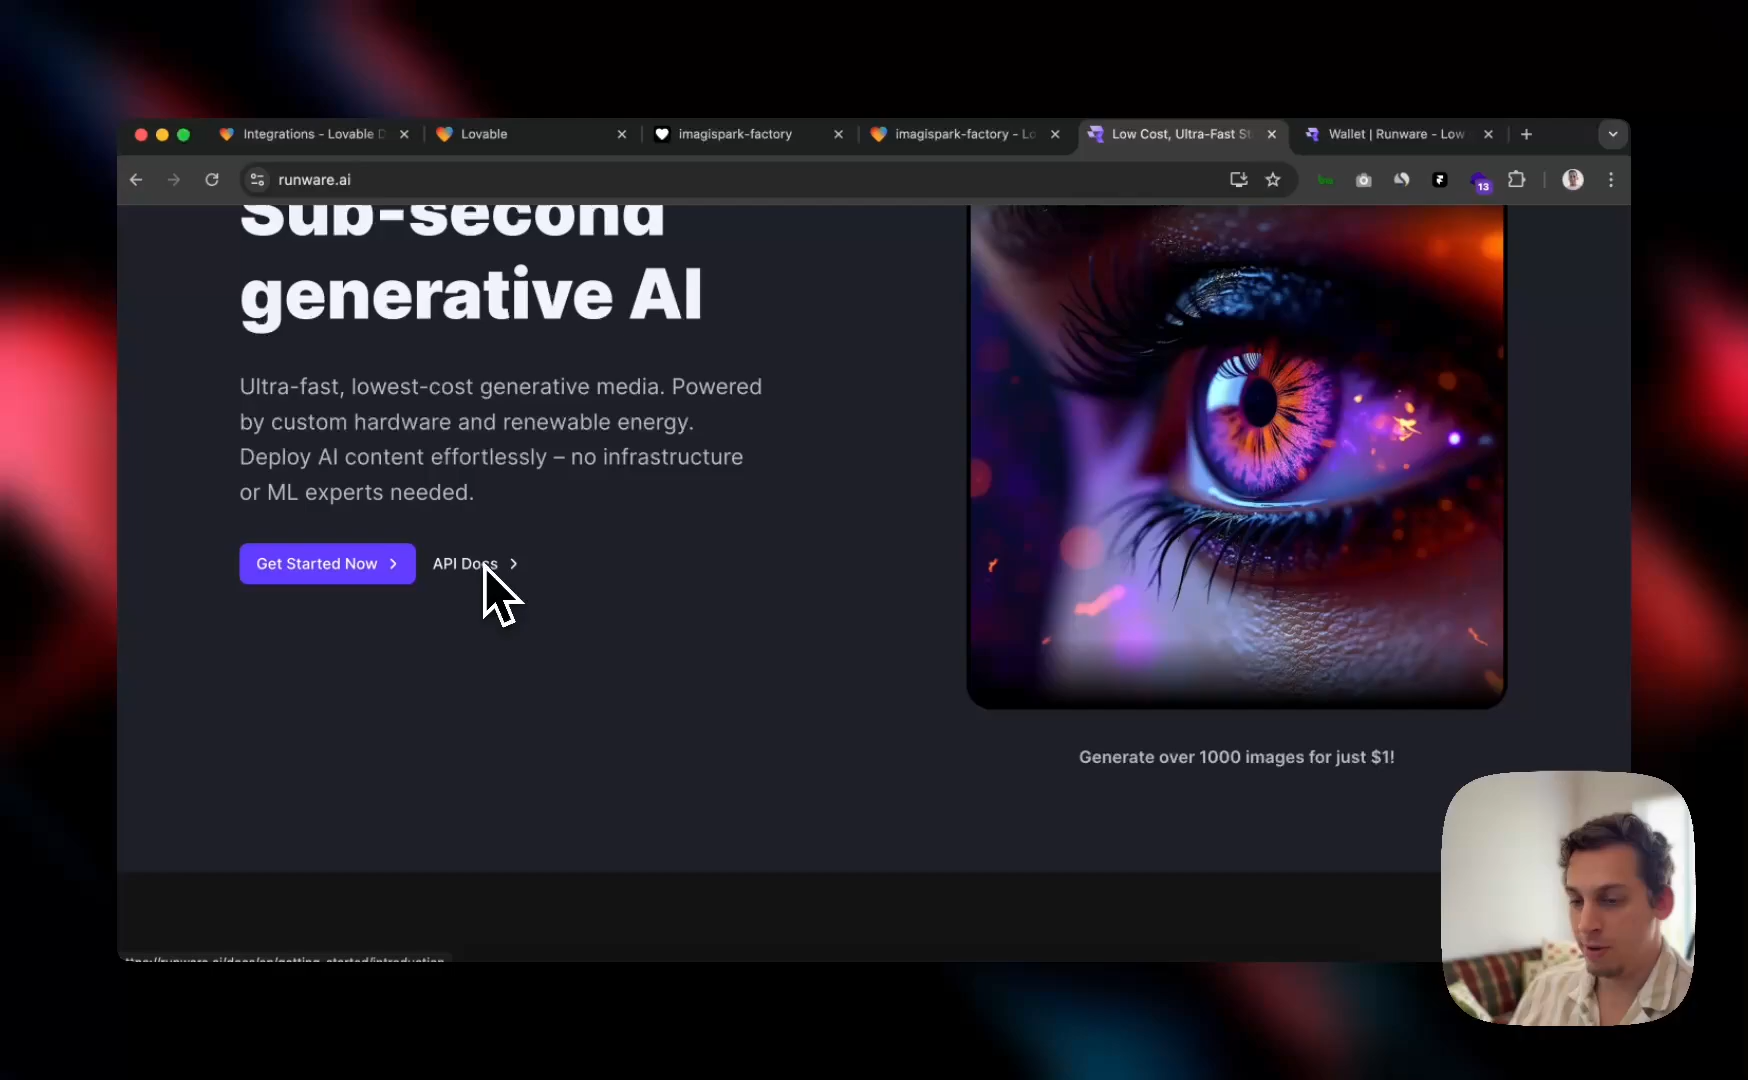 Integrations - Lovable D
Lovable
imagispark-factory
imagispark-factory - Lo
Low Cost, Ultra-Fast St
Wallet | Runware - Low
runware.ai
13
Sub-second
generative AI
Ultra-fast, lowest-cost generative media. Powered
by custom hardware and renewable energy.
Deploy AI content effortlessly – no infrastructure
or ML experts needed.
Get Started Now
API Docs
Generate over 1000 images for just $1!